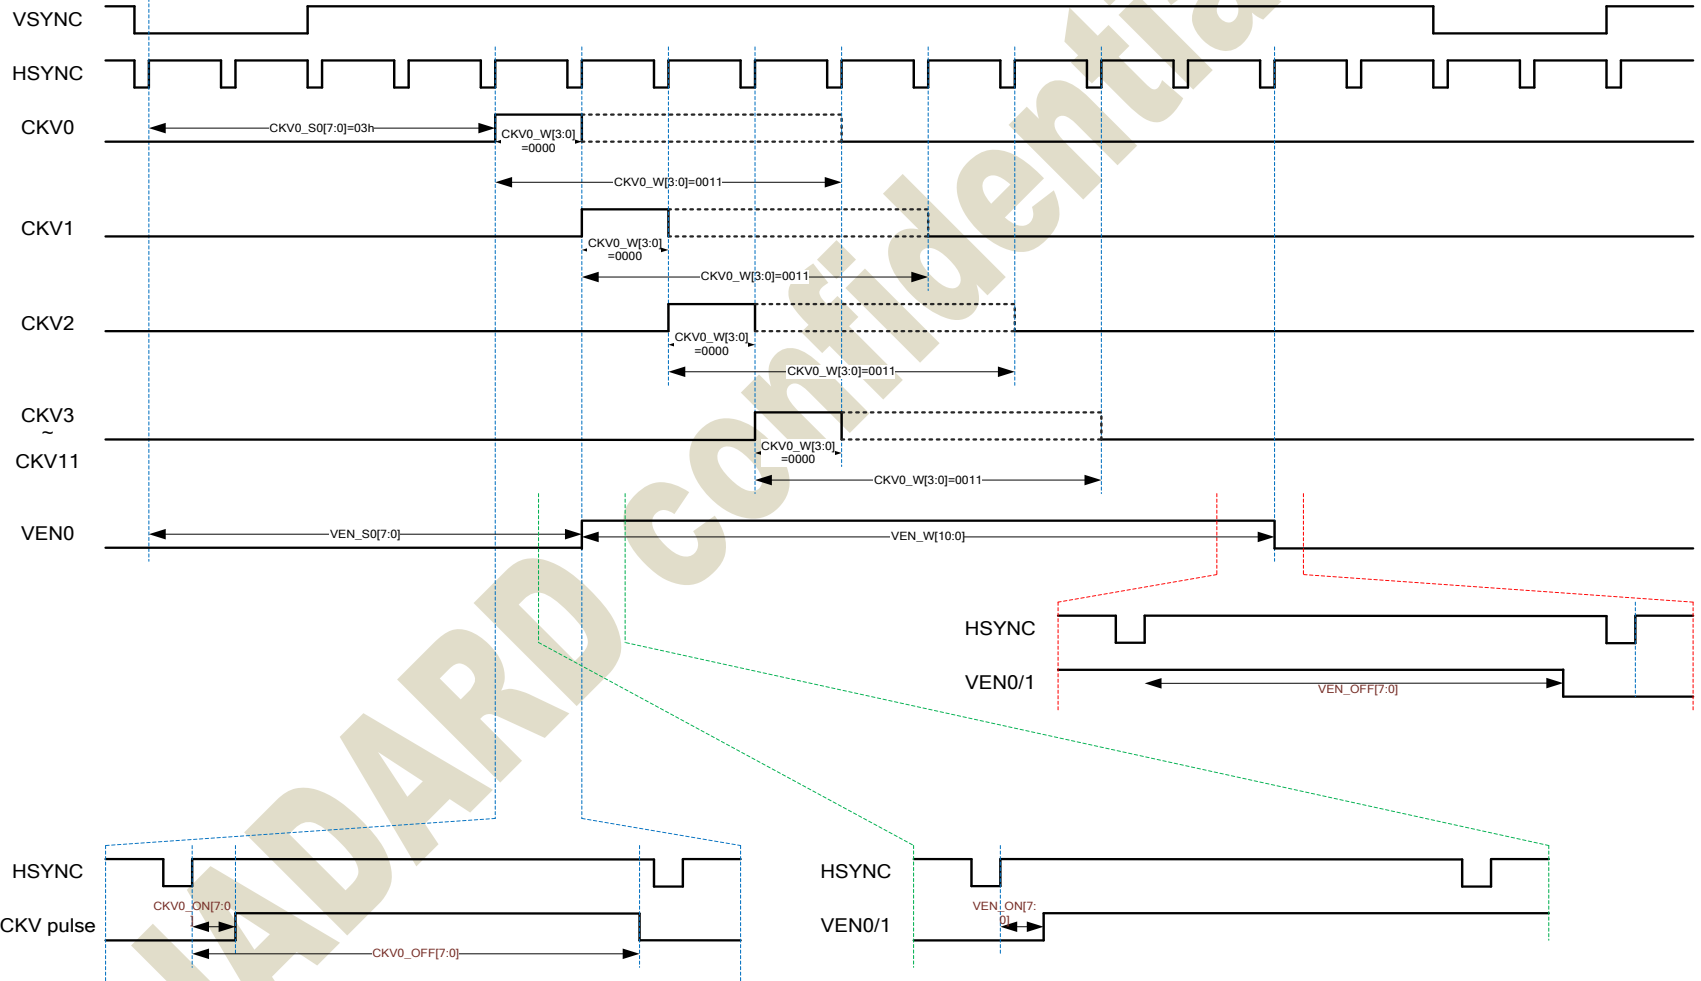 VSYNC
HSYNC
CKV0
CKV0_S0[7:0]=03h
CKV0_W[3:0]
=0000
CKV0_W[3:0]=0011
CKV1
CKV0_W[3:0]
=0000
CKV0_W[3:0]=0011
CKV2
CKV0_W[3:0]
=0000
CKV0_W[3:0]=0011
CKV3
~
CKV11
CKV0_W[3:0]
=0000
CKV0_W[3:0]=0011
VEN0
VEN_S0[7:0]
VEN_W[10:0]
HSYNC
VEN0/1
VEN_OFF[7:0]
HSYNC
CKV0_ON[7:0
]
CKV pulse
CKV0_OFF[7:0]
HSYNC
VEN_ON[7:
0]
VEN0/1
JADARD confidential